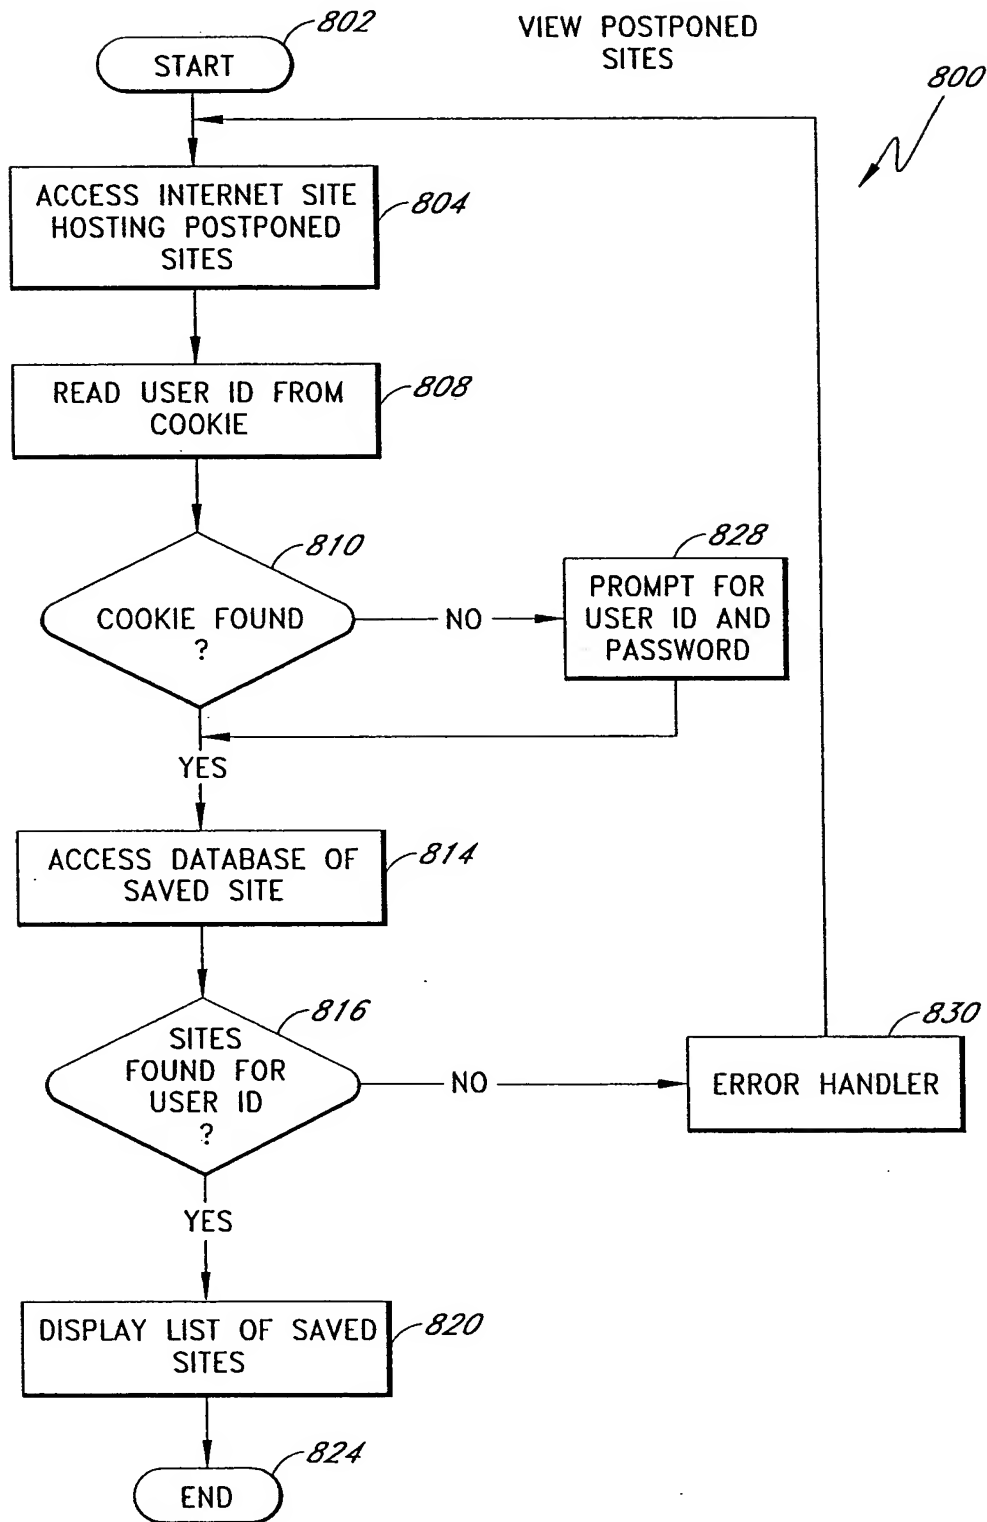 802
VIEW POSTPONED
SITES
START
800
ACCESS INTERNET SITE
HOSTING POSTPONED
SITES
804
READ USER ID FROM
COOKIE
808
810
COOKIE FOUND
?
NO
828
PROMPT FOR
USER ID AND
PASSWORD
YES
ACCESS DATABASE OF
SAVED SITE
814
816
SITES
FOUND FOR
USER ID
?
NO
830
ERROR HANDLER
YES
DISPLAY LIST OF SAVED
SITES
820
824
END